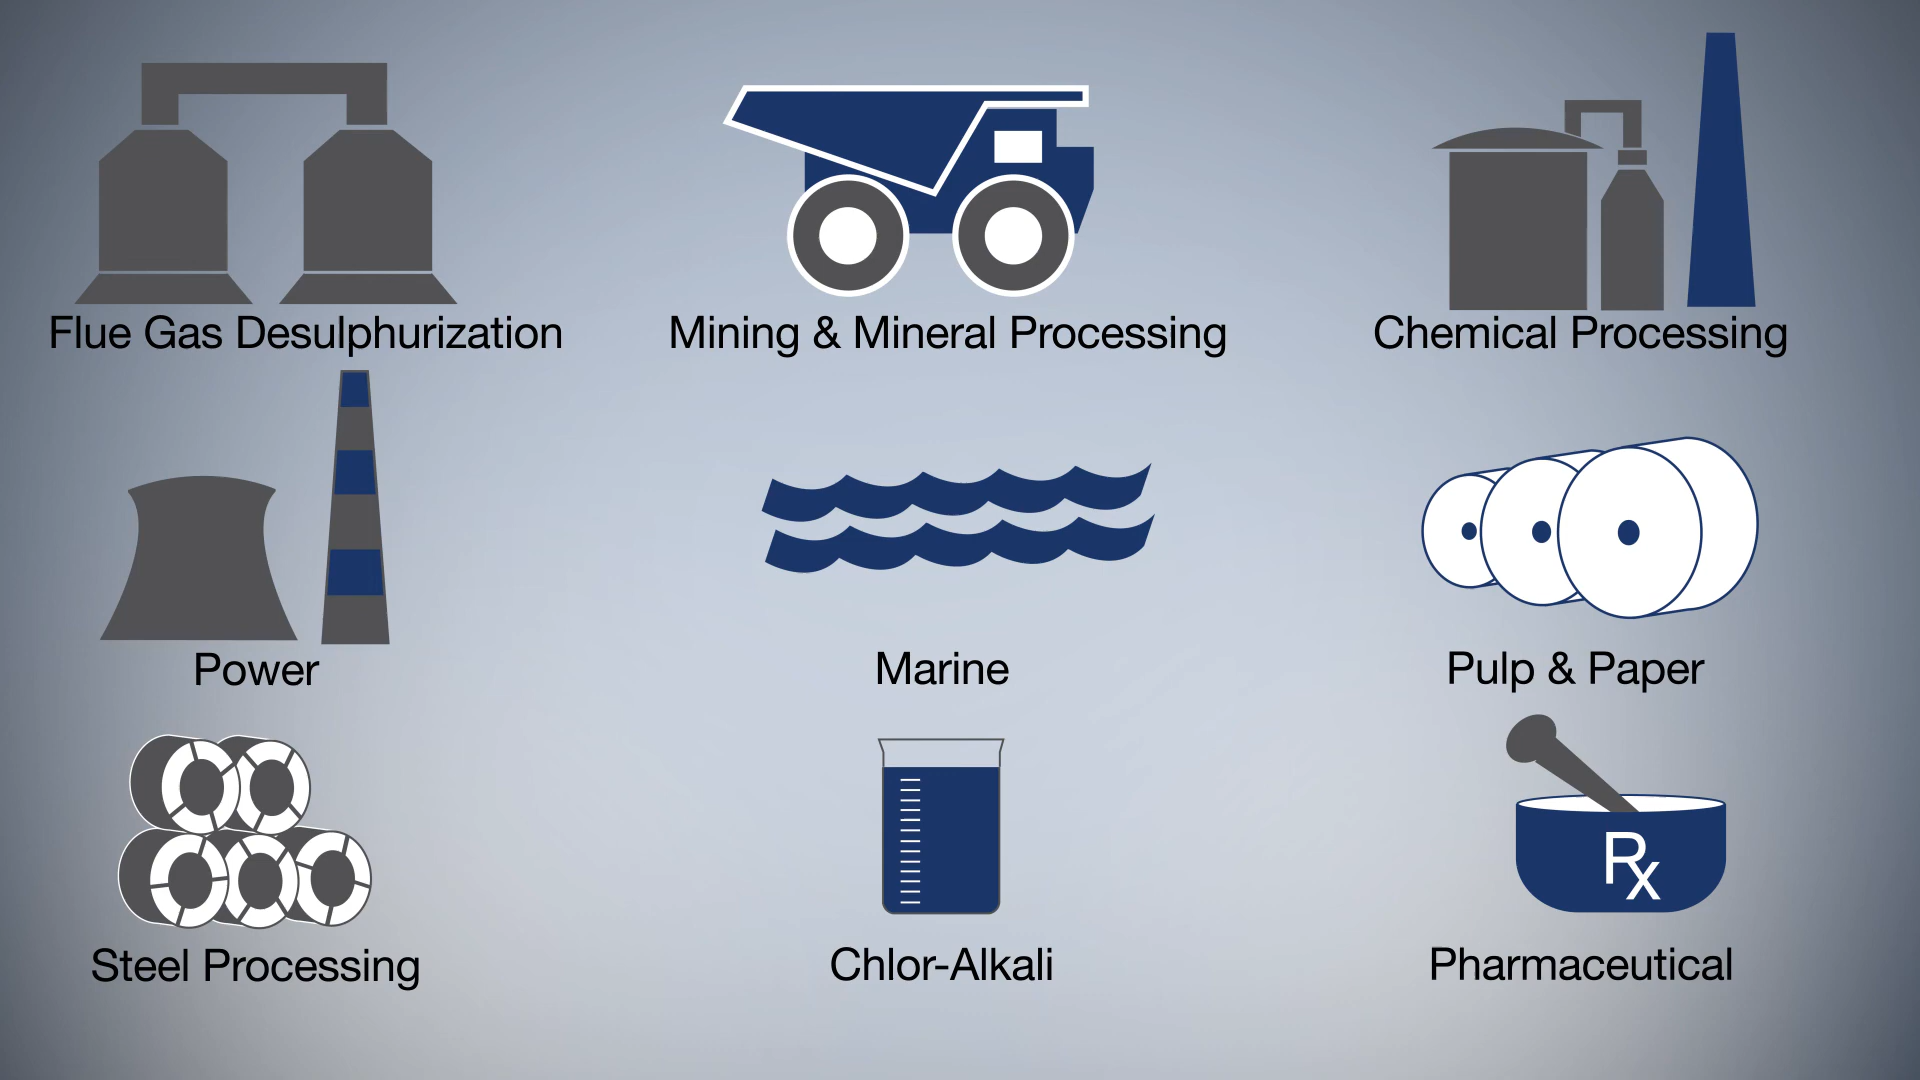 Flue Gas Desulphurization
Mining & Mineral Processing
Chemical Processing
Power
Marine
Pulp & Paper
Rx
Steel Processing
Chlor-Alkali
Pharmaceutical